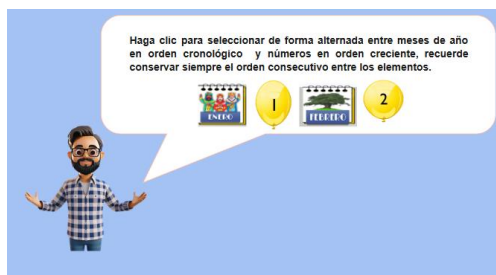 Haga clic para seleccionar de forma alternada entre meses de año
en orden cronológico y números en orden creciente, recuerde
conservar siempre el orden consecutivo entre los elementos.
ENERO 1 FEBRERO 2